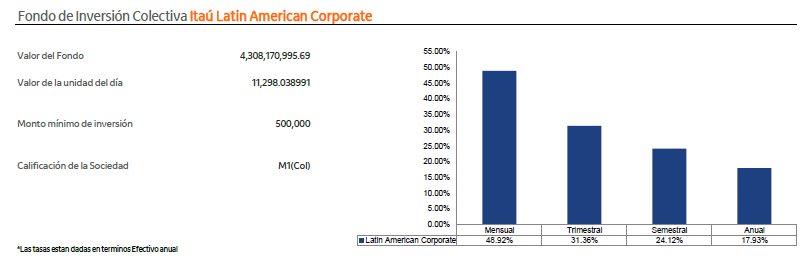 Fondo de Inversión Colectiva Itaú Latin American Corporate
Valor del Fondo 4,308,170,995.69
Valor de la unidad del día 11,298.038991
Monto mínimo de inversión 500,000
Calificación de la Sociedad M1(Col)
*Las tasas estan dadas en terminos Efectivo anual
55.00%
50.00%
45.00%
40.00%
35.00%
30.00%
25.00%
20.00%
15.00%
10.00%
5.00%
0.00%
Mensual Trimestral Semestral Anual
Latin American Corporate 48.92% 31.36% 24.12% 17.93%